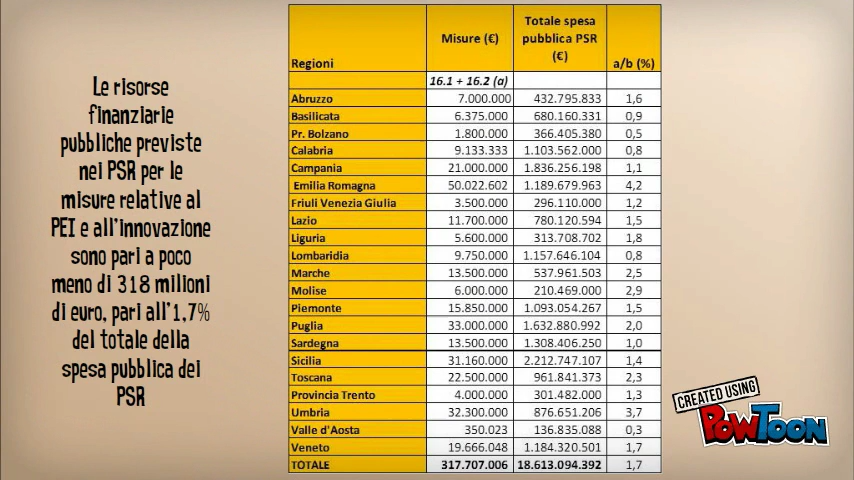 Le risorse
finanziarie
pubbliche previste
nei PSR per le
misure relative al
PEI e all'innovazione
sono pari a poco
meno di 318 milioni
di euro, pari all'1,7%
del totale della
spesa pubblica dei
PSR
Regioni Misure (€) Totale spesa pubblica PSR (€) a/b (%)
16.1 + 16.2 (a)
Abruzzo 7.000.000 432.795.833 1,6
Basilicata 6.375.000 680.160.331 0,9
Pr. Bolzano 1.800.000 366.405.380 0,5
Calabria 9.133.333 1.103.562.000 0,8
Campania 21.000.000 1.836.256.198 1,1
Emilia Romagna 50.022.602 1.189.679.963 4,2
Friuli Venezia Giulia 3.500.000 296.110.000 1,2
Lazio 11.700.000 780.120.594 1,5
Liguria 5.600.000 313.708.702 1,8
Lombaridia 9.750.000 1.157.646.104 0,8
Marche 13.500.000 537.961.503 2,5
Molise 6.000.000 210.469.000 2,9
Piemonte 15.850.000 1.093.054.267 1,5
Puglia 33.000.000 1.632.880.992 2,0
Sardegna 13.500.000 1.308.406.250 1,0
Sicilia 31.160.000 2.212.747.107 1,4
Toscana 22.500.000 961.841.373 2,3
Provincia Trento 4.000.000 301.482.000 1,3
Umbria 32.300.000 876.651.206 3,7
Valle d'Aosta 350.023 136.835.088 0,3
Veneto 19.666.048 1.184.320.501 1,7
TOTALE 317.707.006 18.613.094.392 1,7
CREATED USING
POWTOON